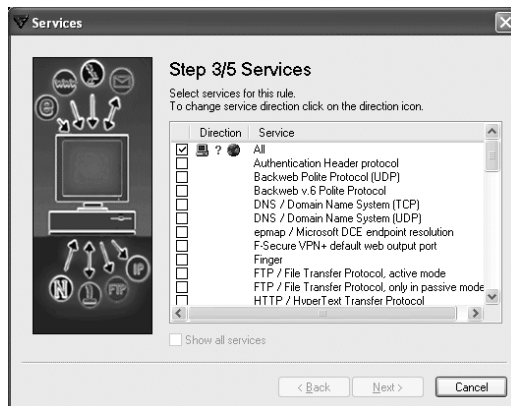 Services
Step 3/5 Services
Select services for this rule.
To change service direction click on the direction icon.
Direction Service
? All
Authentication Header protocol
Backweb Polite Protocol (UDP)
Backweb v.6 Polite Protocol
DNS / Domain Name System (TCP)
DNS / Domain Name System (UDP)
epmap / Microsoft DCE endpoint resolution
F-Secure VPN+ default web output port
Finger
FTP / File Transfer Protocol, active mode
FTP / File Transfer Protocol, only in passive mode
HTTP / HyperText Transfer Protocol
Show all services
< Back Next > Cancel
www
e
IP
N
FTP